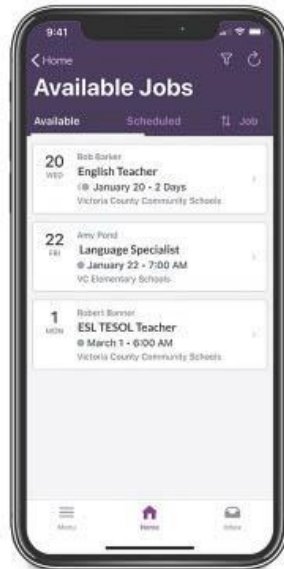 9:41
Home
Available Jobs
Available Scheduled Job
20 Bob Barker
WED English Teacher
January 20 - 2 Days
Victoria County Community Schools
22 Amy Pond
FRI Language Specialist
January 22 - 7:00 AM
VC Elementary Schools
1 Robert Banner
MON ESL TESOL Teacher
March 1 - 6:00 AM
Victoria County Community Schools
Menu Home Inbox